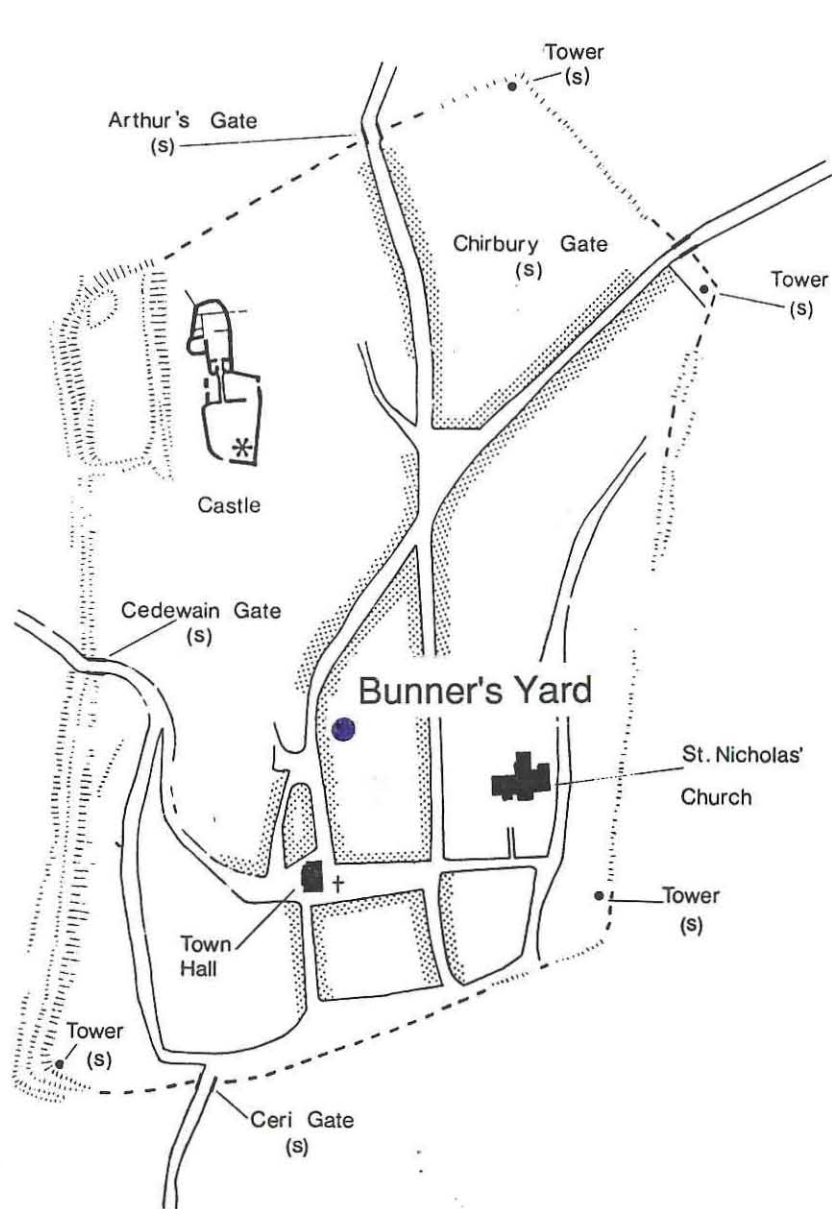 Tower
(s)
Arthur's Gate
(s)
Chirbury Gate
(s)
Tower
(s)
Castle
Cedewain Gate
(s)
Bunner's Yard
St. Nicholas'
Church
Town
Hall
Tower
(s)
Tower
(s)
Ceri Gate
(s)